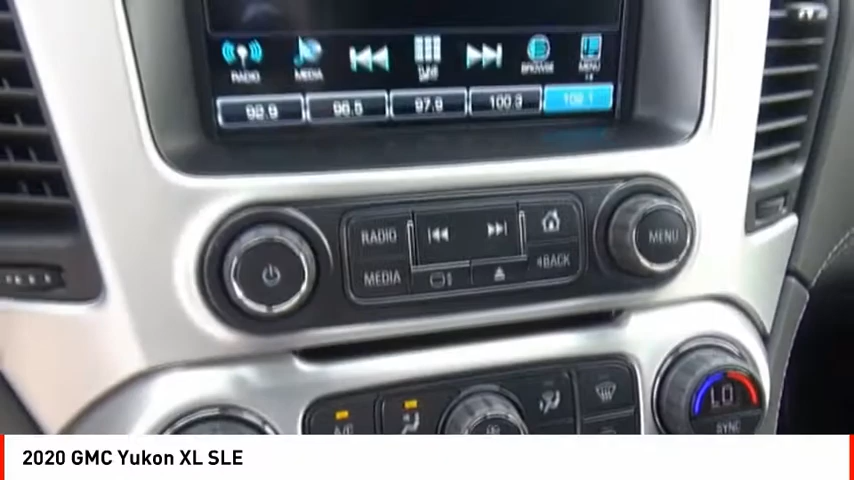 RADIO MEDIA BROWSE MENU
92.9 98.5 97.9 100.3 102.1
RADIO
MEDIA
BACK
MENU
A/C
LO
SYNC
2020 GMC Yukon XL SLE